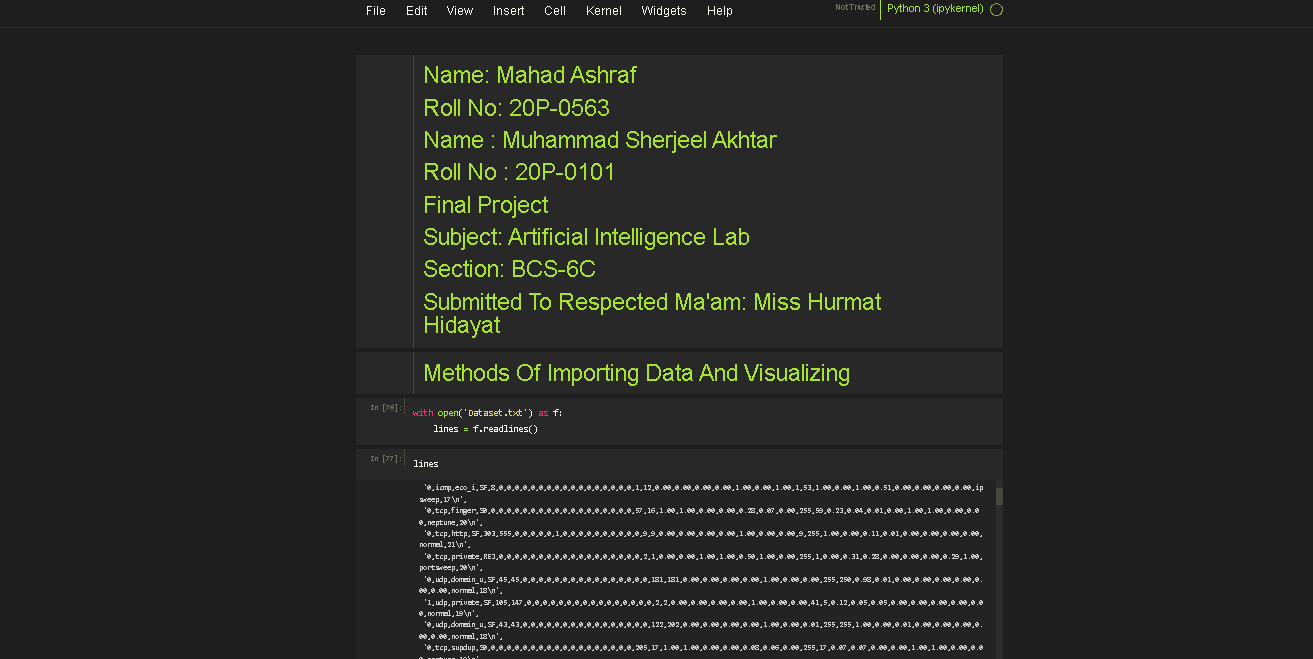 File Edit View Insert Cell Kernel Widgets Help Not Trusted Python 3 (ipykernel)
Name: Mahad Ashraf
Roll No: 20P-0563
Name : Muhammad Sherjeel Akhtar
Roll No : 20P-0101
Final Project
Subject: Artificial Intelligence Lab
Section: BCS-6C
Submitted To Respected Ma'am: Miss Hurmat
Hidayat
Methods Of Importing Data And Visualizing
In [76]: with open('Dataset.txt') as f:
lines = f.readlines()
In [77]: lines
'0,icmp,eco_i,SF,8,0,0,0,0,0,0,0,0,0,0,0,0,0,0,0,0,0,1,12,0.00,0.00,0.00,0.00,1.00,0.00,1.00,1,53,1.00,0.00,1.00,0.51,0.00,0.00,0.00,0.00,ip
sweep,17\n',
'0,tcp,finger,S0,0,0,0,0,0,0,0,0,0,0,0,0,0,0,0,0,0,0,57,16,1.00,1.00,0.00,0.00,0.28,0.07,0.00,255,59,0.23,0.04,0.01,0.00,1.00,1.00,0.00,0.0
0,neptune,20\n',
'0,tcp,http,SF,303,555,0,0,0,0,0,1,0,0,0,0,0,0,0,0,0,0,9,9,0.00,0.00,0.00,0.00,1.00,0.00,0.00,9,255,1.00,0.00,0.11,0.01,0.00,0.00,0.00,0.00,
normal,21\n',
'0,tcp,private,REJ,0,0,0,0,0,0,0,0,0,0,0,0,0,0,0,0,0,0,2,1,0.00,0.00,1.00,1.00,0.50,1.00,0.00,255,1,0.00,0.31,0.28,0.00,0.00,0.00,0.29,1.00,
portsweep,20\n',
'0,udp,domain_u,SF,45,45,0,0,0,0,0,0,0,0,0,0,0,0,0,0,0,0,181,181,0.00,0.00,0.00,0.00,1.00,0.00,0.00,255,250,0.98,0.01,0.00,0.00,0.00,0.00,0.
00,0.00,normal,18\n',
'1,udp,private,SF,105,147,0,0,0,0,0,0,0,0,0,0,0,0,0,0,0,0,2,2,0.00,0.00,0.00,0.00,1.00,0.00,0.00,41,5,0.12,0.05,0.05,0.00,0.00,0.00,0.00,0.0
0,normal,19\n',
'0,udp,domain_u,SF,43,43,0,0,0,0,0,0,0,0,0,0,0,0,0,0,0,0,122,202,0.00,0.00,0.00,0.00,1.00,0.00,0.01,255,255,1.00,0.00,0.01,0.00,0.00,0.00,0.
00,0.00,normal,18\n',
'0,tcp,supdup,S0,0,0,0,0,0,0,0,0,0,0,0,0,0,0,0,0,0,0,205,17,1.00,1.00,0.00,0.00,0.08,0.06,0.00,255,17,0.07,0.07,0.00,0.00,1.00,1.00,0.00,0.0